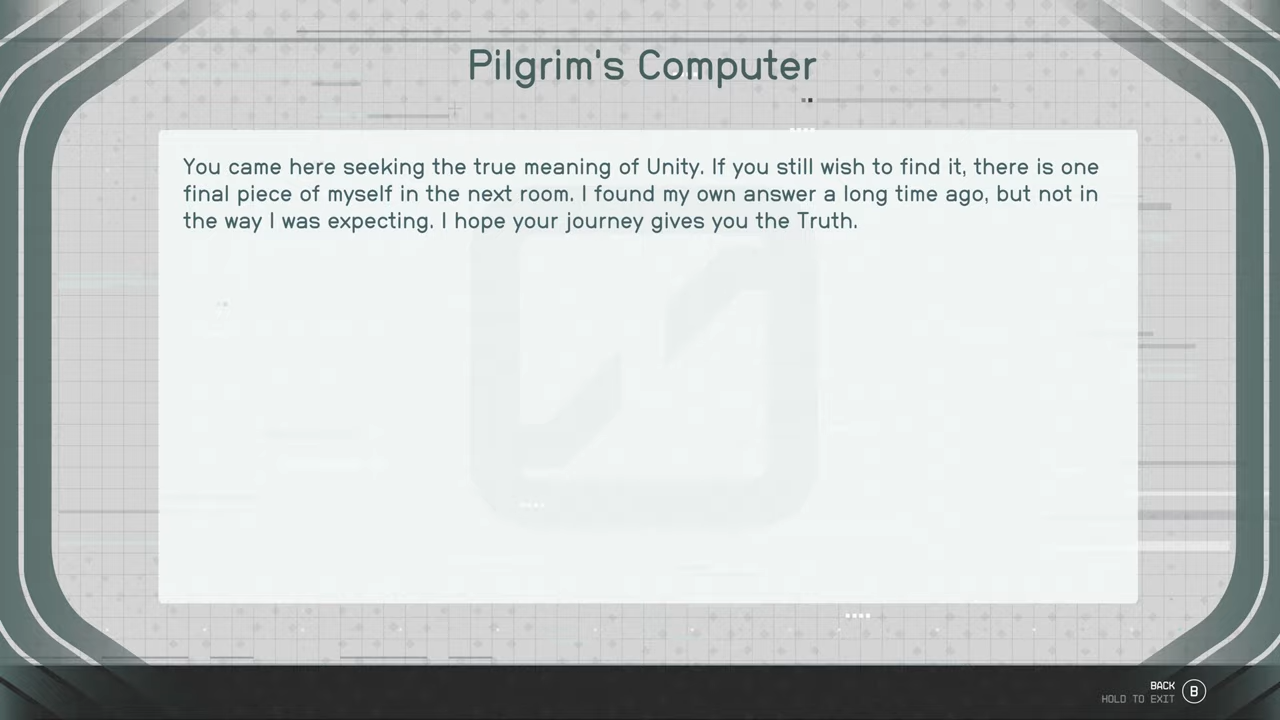 Pilgrim's Computer
You came here seeking the true meaning of Unity. If you still wish to find it, there is one
final piece of myself in the next room. I found my own answer a long time ago, but not in
the way I was expecting. I hope your journey gives you the Truth.
BACK
HOLD TO EXIT
B